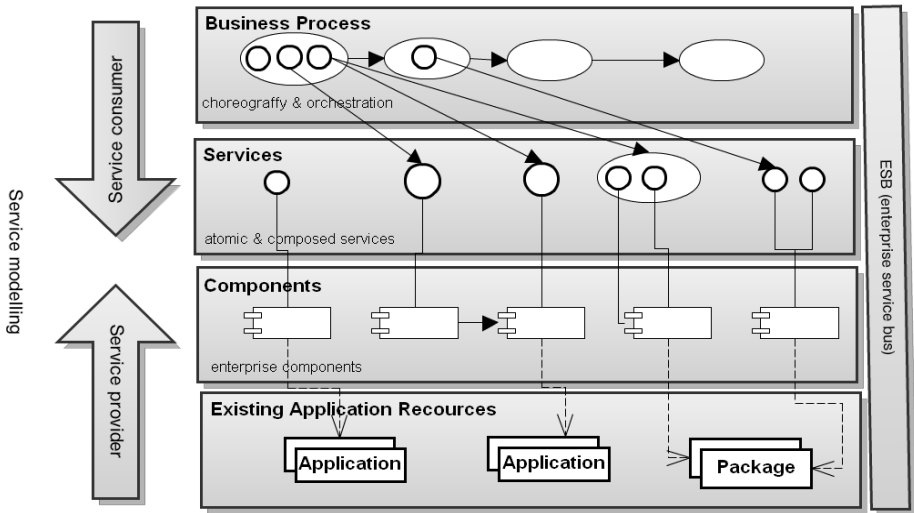 Business Process
choreograffy & orchestration
Services
atomic & composed services
Components
enterprise components
Existing Application Recources
Application
Application
Package
Service modelling
Service consumer
Service provider
ESB (enterprise service bus)